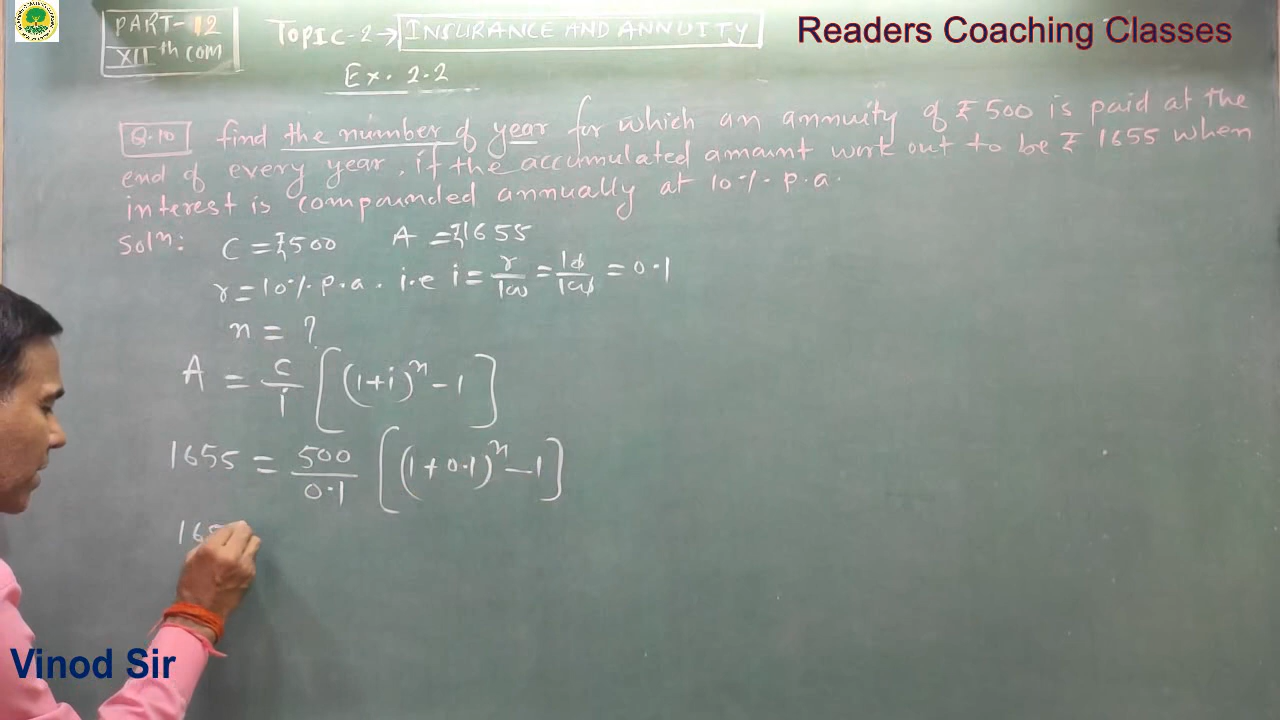 PART-12
XIIth COM
TOPIC-2→ INSURANCE AND ANNUITY
Readers Coaching Classes
Ex. 2.2
Q.10 find the number of year for which an annuity of ₹ 500 is paid at the
end of every year, if the accumulated amount work out to be ₹ 1655 when
interest is compounded annually at 10% p.a.
Solⁿ: C = ₹500 A = ₹1655
r = 10% p.a. i.e i = r/100 = 10/100 = 0.1
n = ?
A = C/i [(1+i)ⁿ - 1]
1655 = 500/0.1 [(1+0.1)ⁿ - 1]
165
Vinod Sir